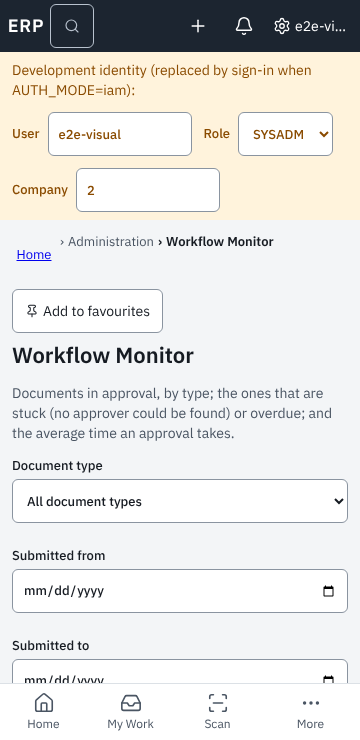 ERP
e2e-vi...
Development identity (replaced by sign-in when
AUTH_MODE=iam):
User e2e-visual Role SYSADM
Company 2
Home › Administration › Workflow Monitor
Add to favourites
Workflow Monitor
Documents in approval, by type; the ones that are
stuck (no approver could be found) or overdue; and
the average time an approval takes.
Document type
All document types
Submitted from
mm/dd/yyyy
Submitted to
mm/dd/yyyy
Home My Work Scan More